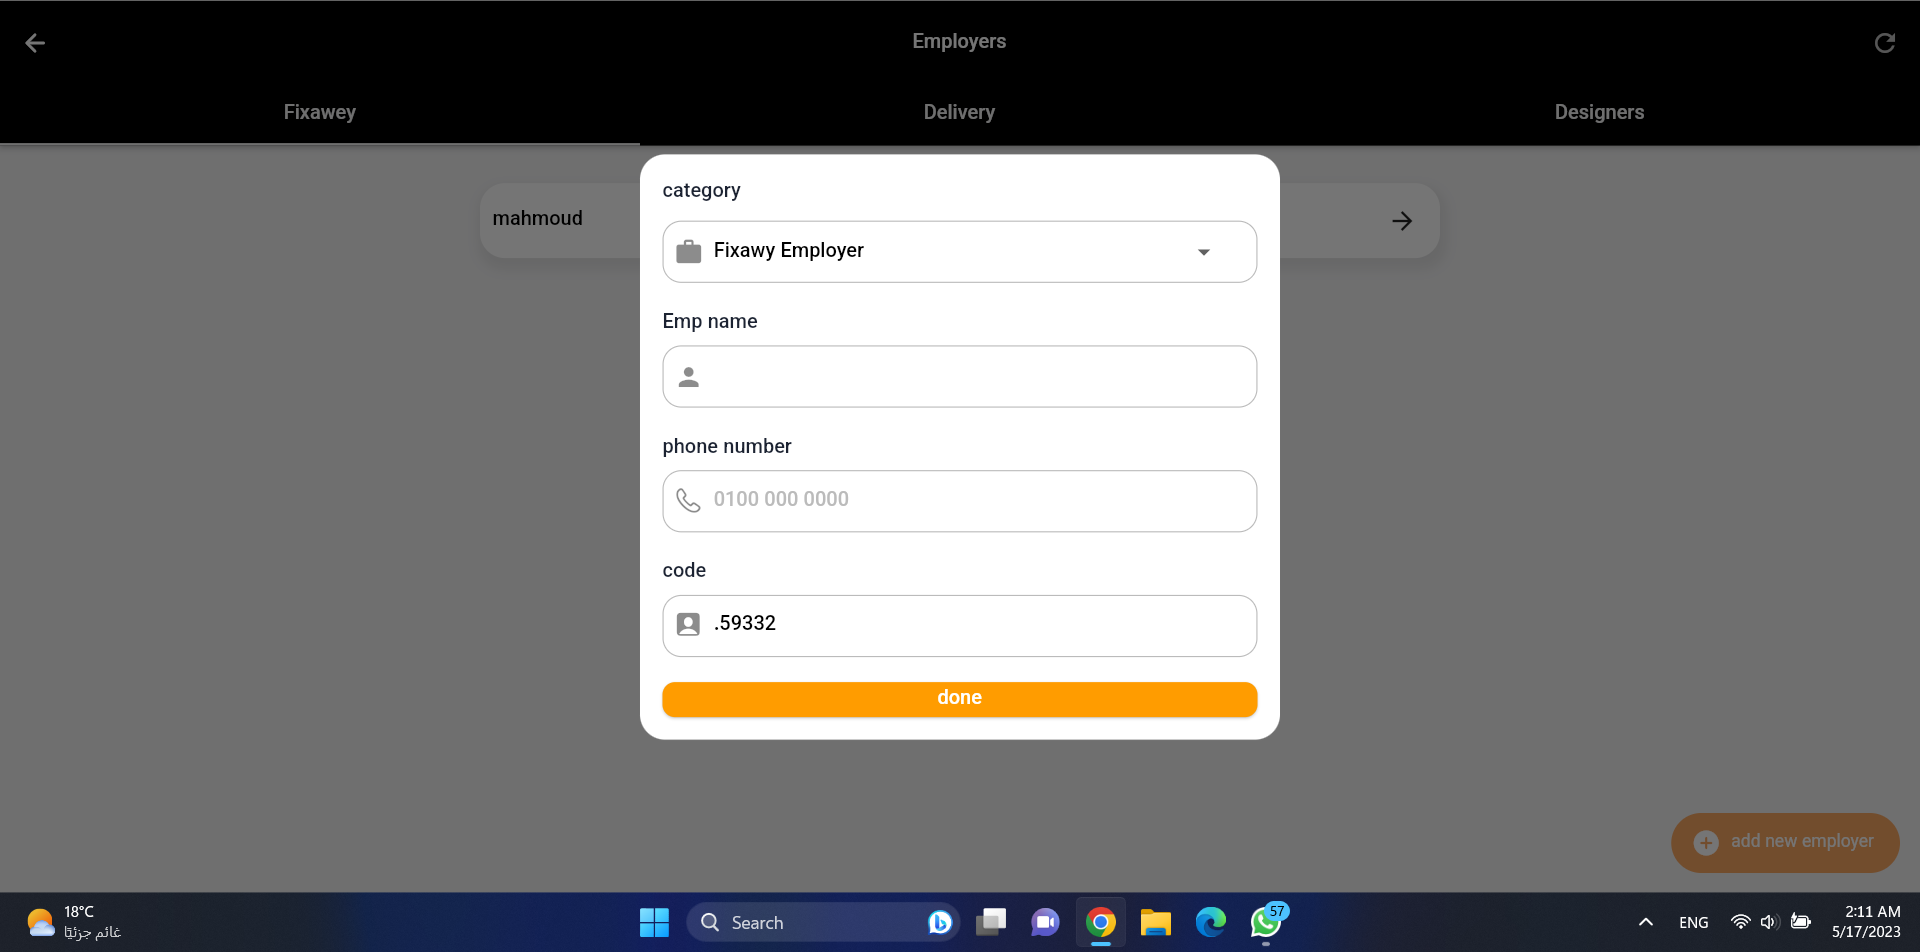 Employers
Fixawey
Delivery
Designers
mahmoud
category
Fixawy Employer
Emp name
phone number
0100 000 0000
code
.59332
done
add new employer
18°C
غائم جزئيًا
Search
57
ENG
2:11 AM
5/17/2023